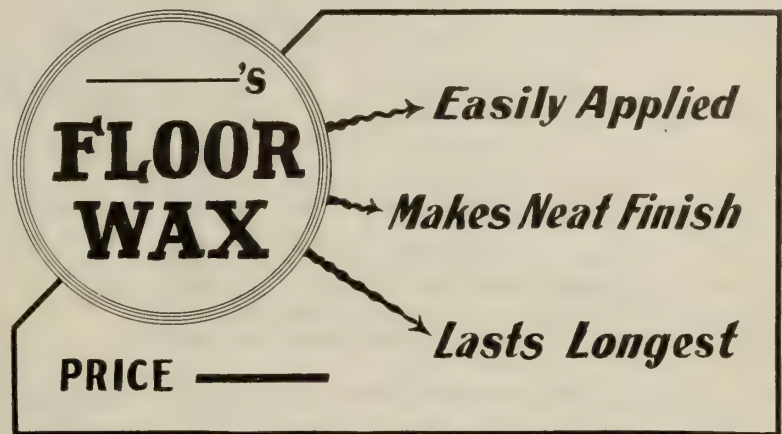 's
FLOOR
WAX
Easily Applied
Makes Neat Finish
Lasts Longest
PRICE